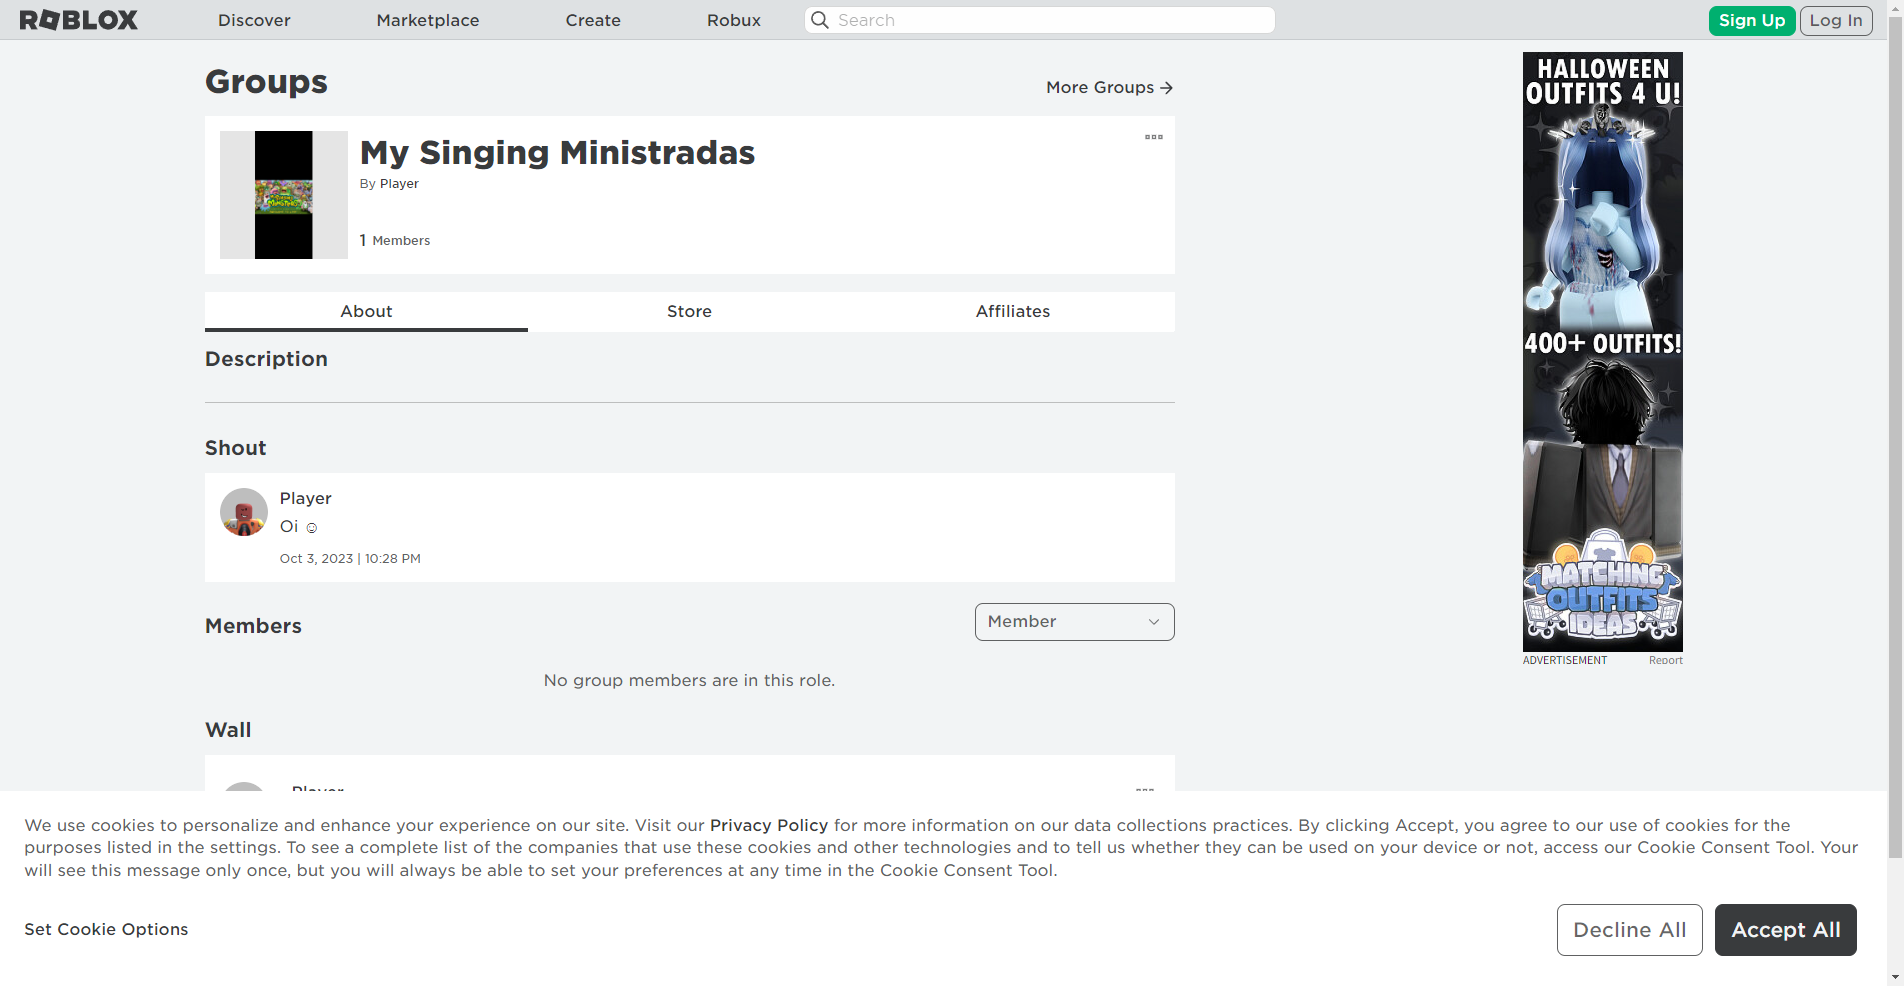 ROBLOX
Discover
Marketplace
Create
Robux
Search
Sign Up
Log In
Groups
More Groups →
My Singing Ministradas
By Player
1 Members
About
Store
Affiliates
Description
Shout
Player
Oi ☺
Oct 3, 2023 | 10:28 PM
Members
Member
No group members are in this role.
Wall
Player
HALLOWEEN
OUTFITS 4 U!
400+ OUTFITS!
MATCHING
OUTFITS
IDEAS
ADVERTISEMENT
Report
We use cookies to personalize and enhance your experience on our site. Visit our Privacy Policy for more information on our data collections practices. By clicking Accept, you agree to our use of cookies for the
purposes listed in the settings. To see a complete list of the companies that use these cookies and other technologies and to tell us whether they can be used on your device or not, access our Cookie Consent Tool. Your
will see this message only once, but you will always be able to set your preferences at any time in the Cookie Consent Tool.
Set Cookie Options
Decline All
Accept All